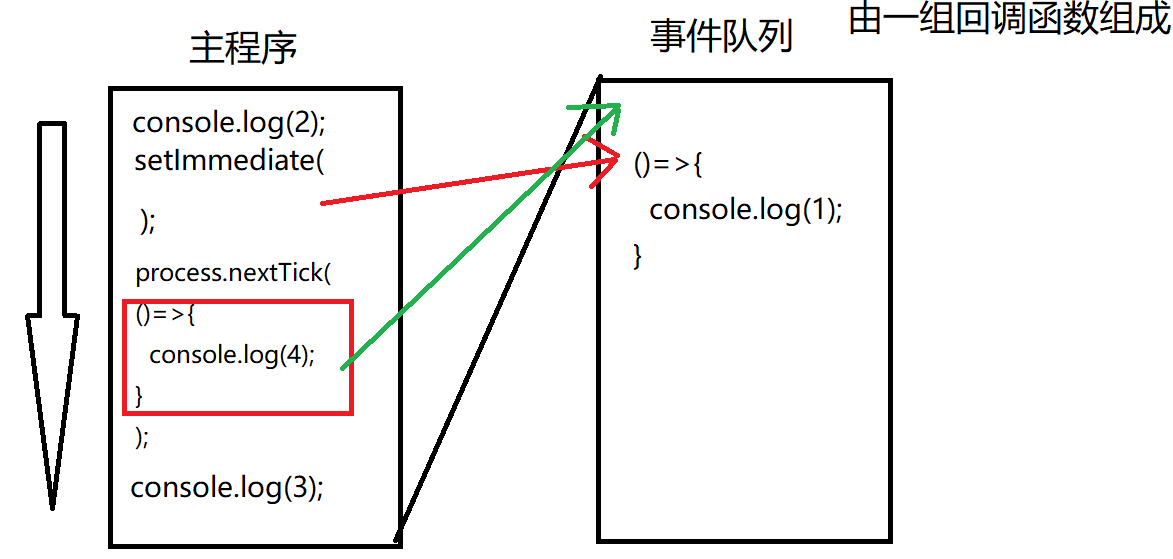 主程序
console.log(2);
setImmediate(
);
process.nextTick(
()=>{
console.log(4);
}
);
console.log(3);
事件队列
由一组回调函数组成
()=>{
console.log(1);
}